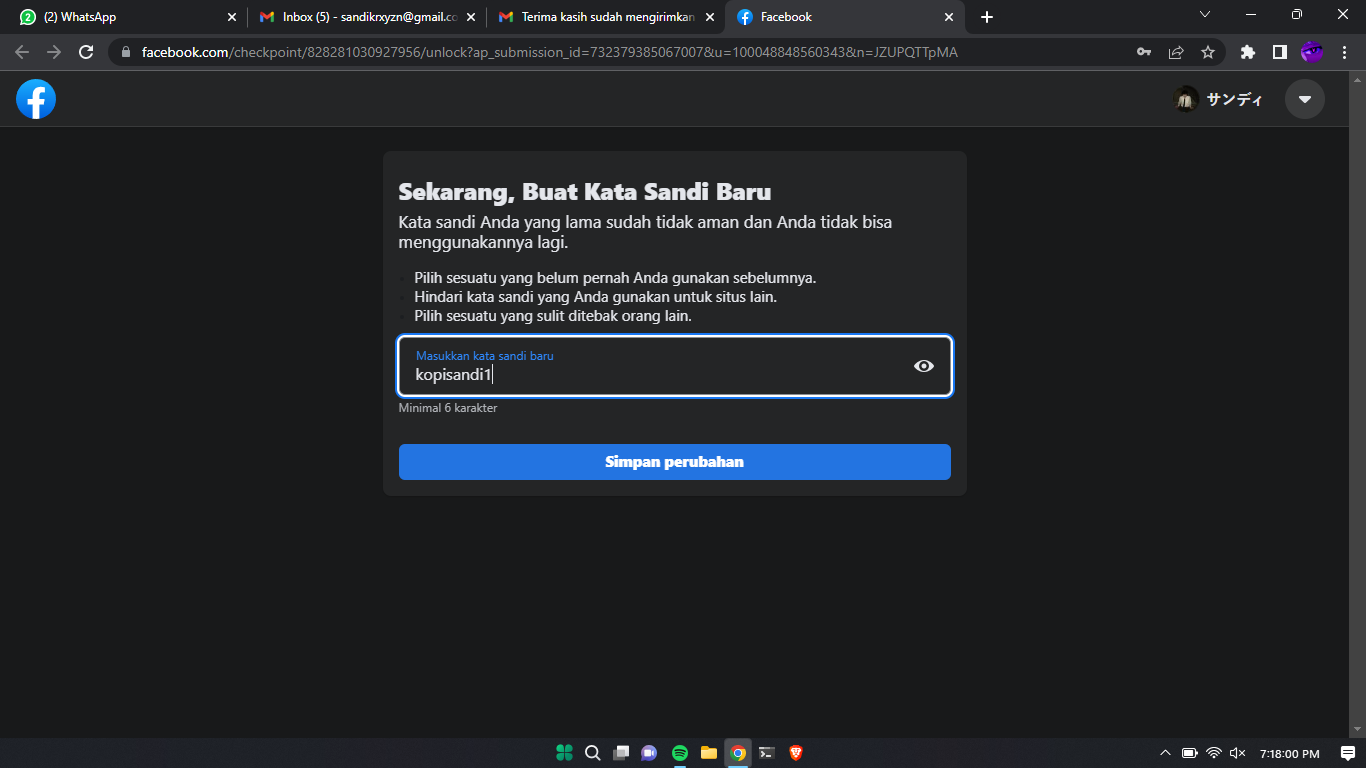 (2) WhatsApp
Inbox (5) - sandikrxyzn@gmail.co
Terima kasih sudah mengirimkan
Facebook
facebook.com/checkpoint/828281030927956/unlock?ap_submission_id=732379385067007&u=100048848560343&n=JZUPQTTpMA
サンディ
Sekarang, Buat Kata Sandi Baru
Kata sandi Anda yang lama sudah tidak aman dan Anda tidak bisa
menggunakannya lagi.
Pilih sesuatu yang belum pernah Anda gunakan sebelumnya.
Hindari kata sandi yang Anda gunakan untuk situs lain.
Pilih sesuatu yang sulit ditebak orang lain.
Masukkan kata sandi baru
kopisandi1
Minimal 6 karakter
Simpan perubahan
7:18:00 PM